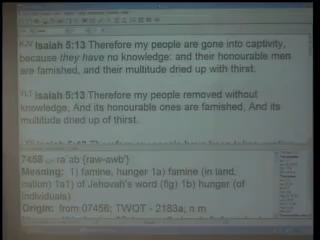 KJV Isaiah 5:13 Therefore my people are gone into captivity,
because they have no knowledge: and their honourable men
are famished, and their multitude dried up with thirst.
YLT Isaiah 5:13 Therefore my people removed without
knowledge, And its honourable ones are famished, And its
multitude dried up of thirst.
Isaiah 5:13 Therefore
7458 ra`ab {raw-awb'}
Meaning: 1) famine, hunger 1a) famine (in land,
nation) 1a1) of Jehovah's word (fig) 1b) hunger (of
individuals)
Origin: from 07456; TWOT - 2183a; n m